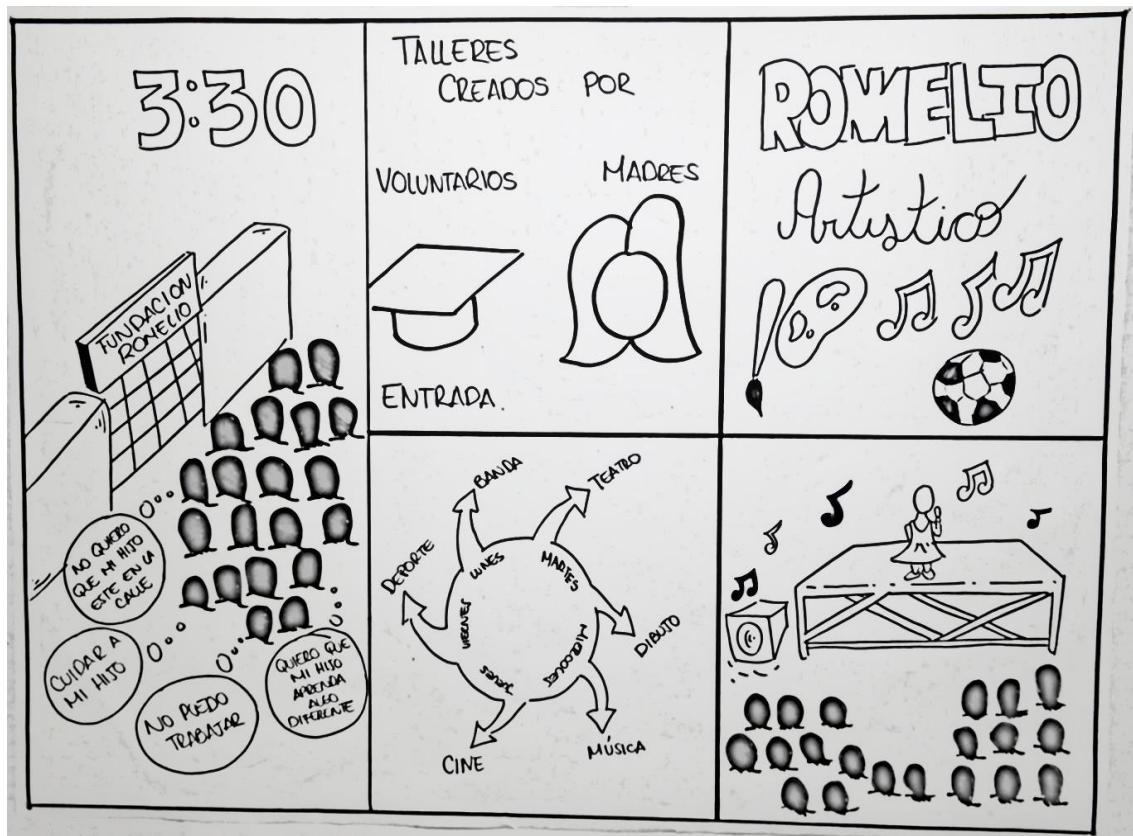 3:30
FUNDACION
ROMELIO
NO QUIERO
QUE MI HIJO
ESTE EN LA
CALLE
CUIDAR A
MI HIJO
NO PUEDO
TRABAJAR
QUIERO QUE
MI HIJO
APRENDA
ALGO
DIFERENTE
TALLERES
CREADOS POR
VOLUNTARIOS
MADRES
ENTRADA.
ROMELIO
Artistico
BANDA
TEATRO
DEPORTE
LUNES
MARTES
VIERNES
MIERCOLES
DIBUJO
JUEVES
CINE
MÚSICA